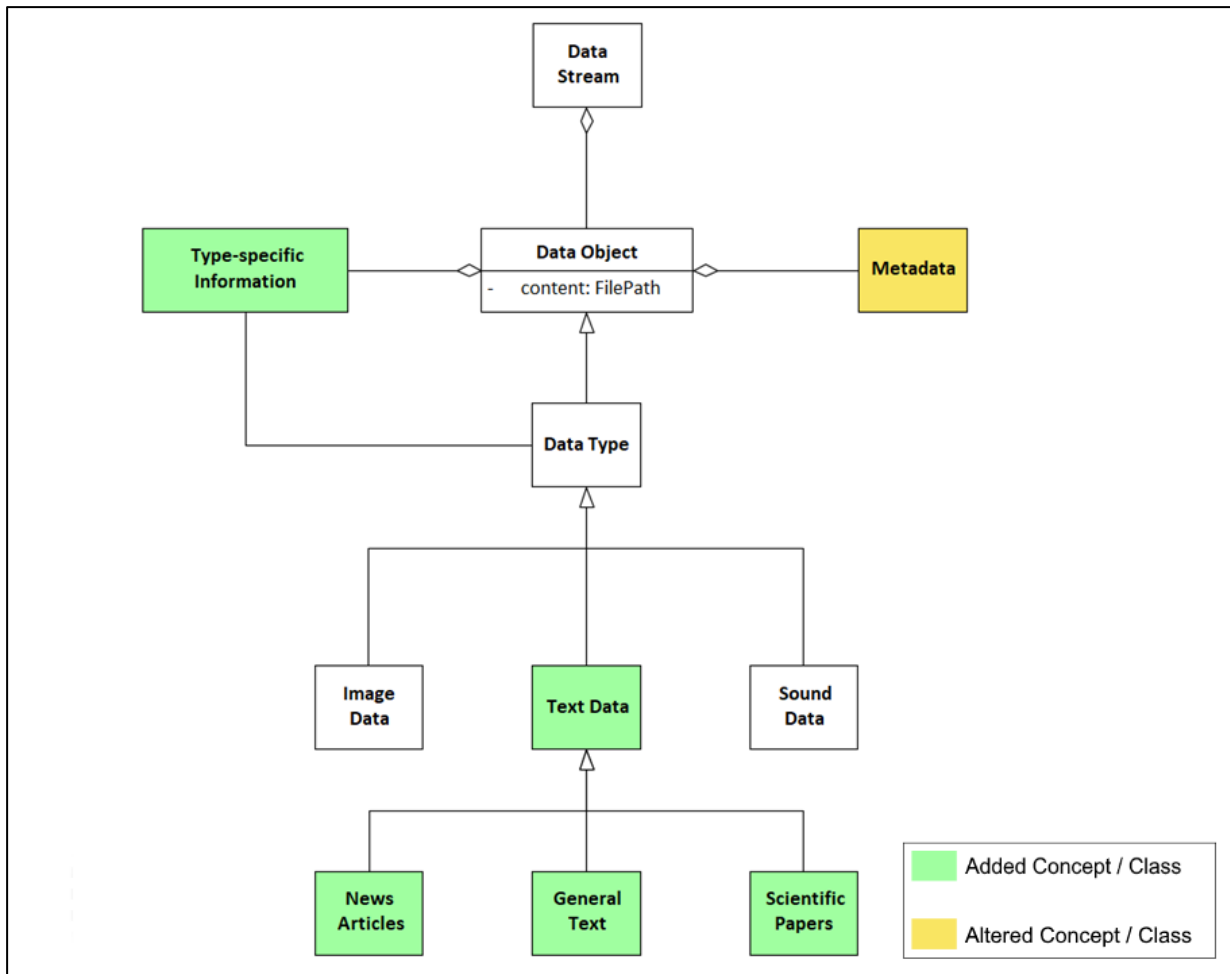 Data
Stream
Type-specific
Information
Data Object
- content: FilePath
Metadata
Data Type
Image
Data
Text Data
Sound
Data
News
Articles
General
Text
Scientific
Papers
Added Concept / Class
Altered Concept / Class